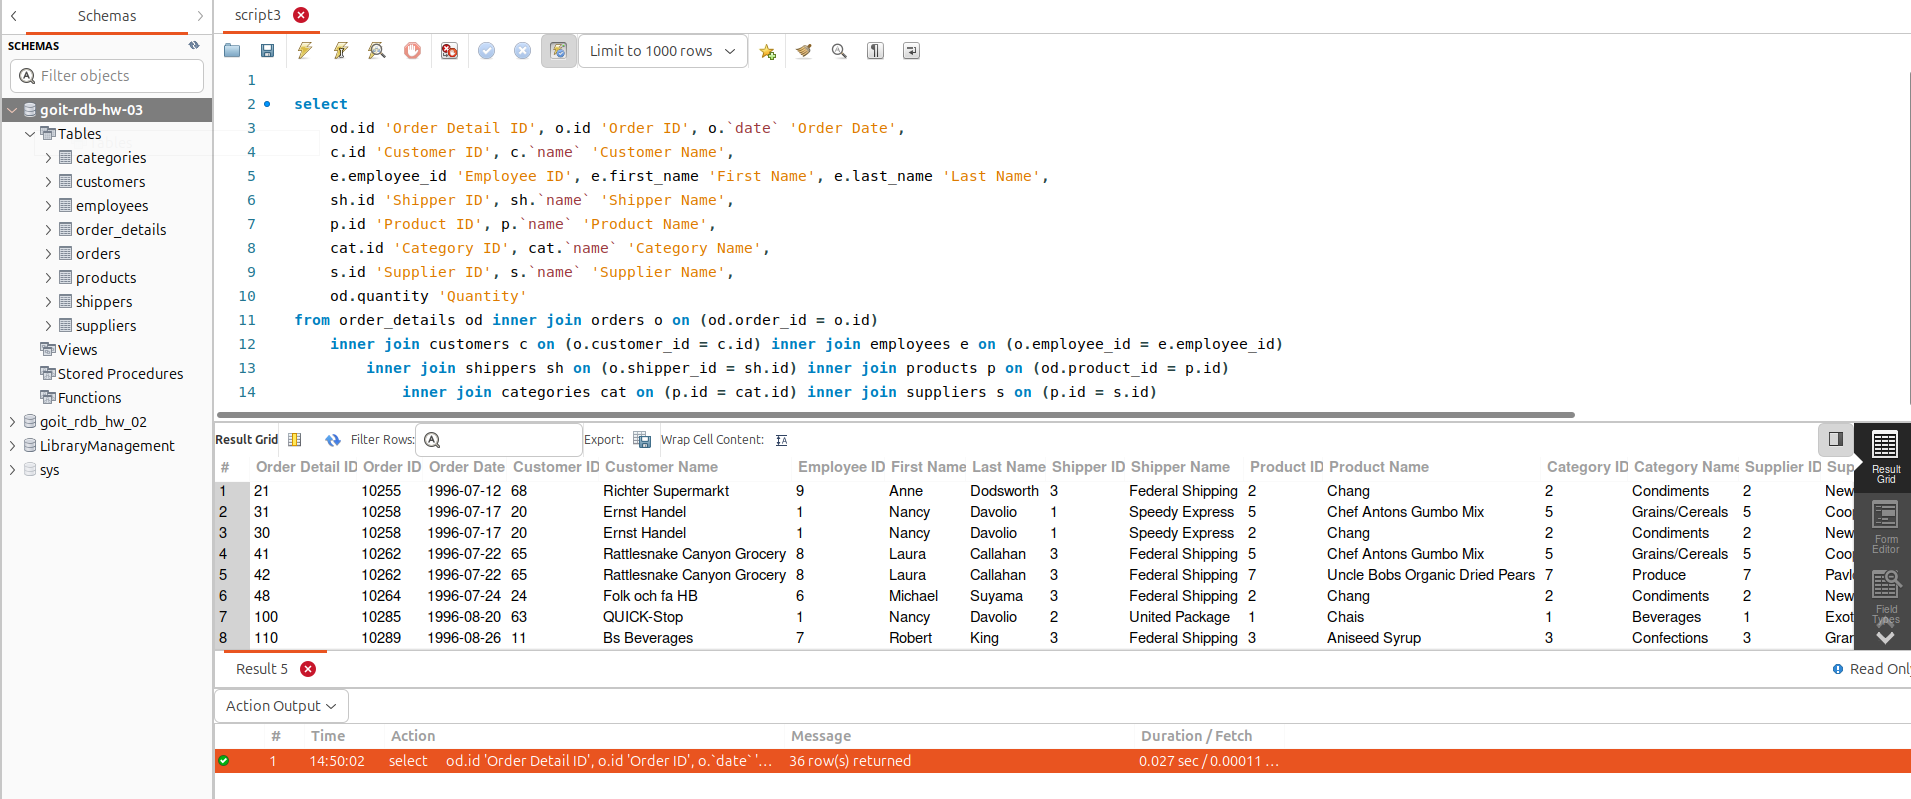 Schemas
SCHEMAS
Filter objects
goit-rdb-hw-03
Tables
categories
customers
employees
order_details
orders
products
shippers
suppliers
Views
Stored Procedures
Functions
goit_rdb_hw_02
LibraryManagement
sys
script3
Limit to 1000 rows
1
2 select
3 od.id 'Order Detail ID', o.id 'Order ID', o.`date` 'Order Date',
4 c.id 'Customer ID', c.`name` 'Customer Name',
5 e.employee_id 'Employee ID', e.first_name 'First Name', e.last_name 'Last Name',
6 sh.id 'Shipper ID', sh.`name` 'Shipper Name',
7 p.id 'Product ID', p.`name` 'Product Name',
8 cat.id 'Category ID', cat.`name` 'Category Name',
9 s.id 'Supplier ID', s.`name` 'Supplier Name',
10 od.quantity 'Quantity'
11 from order_details od inner join orders o on (od.order_id = o.id)
12 inner join customers c on (o.customer_id = c.id) inner join employees e on (o.employee_id = e.employee_id)
13 inner join shippers sh on (o.shipper_id = sh.id) inner join products p on (od.product_id = p.id)
14 inner join categories cat on (p.id = cat.id) inner join suppliers s on (p.id = s.id)
Result Grid Filter Rows: Export: Wrap Cell Content:
# Order Detail ID Order ID Order Date Customer ID Customer Name Employee ID First Name Last Name Shipper ID Shipper Name Product ID Product Name Category ID Category Name Supplier ID Sup
1 21 10255 1996-07-12 68 Richter Supermarkt 9 Anne Dodsworth 3 Federal Shipping 2 Chang 2 Condiments 2 New
2 31 10258 1996-07-17 20 Ernst Handel 1 Nancy Davolio 1 Speedy Express 5 Chef Antons Gumbo Mix 5 Grains/Cereals 5 Coo
3 30 10258 1996-07-17 20 Ernst Handel 1 Nancy Davolio 1 Speedy Express 2 Chang 2 Condiments 2 New
4 41 10262 1996-07-22 65 Rattlesnake Canyon Grocery 8 Laura Callahan 3 Federal Shipping 5 Chef Antons Gumbo Mix 5 Grains/Cereals 5 Coo
5 42 10262 1996-07-22 65 Rattlesnake Canyon Grocery 8 Laura Callahan 3 Federal Shipping 7 Uncle Bobs Organic Dried Pears 7 Produce 7 Pavl
6 48 10264 1996-07-24 24 Folk och fa HB 6 Michael Suyama 3 Federal Shipping 2 Chang 2 Condiments 2 New
7 100 10285 1996-08-20 63 QUICK-Stop 1 Nancy Davolio 2 United Package 1 Chais 1 Beverages 1 Exot
8 110 10289 1996-08-26 11 Bs Beverages 7 Robert King 3 Federal Shipping 3 Aniseed Syrup 3 Confections 3 Grar
Result
Grid
Form
Editor
Field
Types
Result 5
Read Only
Action Output
# Time Action Message Duration / Fetch
1 14:50:02 select od.id 'Order Detail ID', o.id 'Order ID', o.`date` '... 36 row(s) returned 0.027 sec / 0.00011 ...